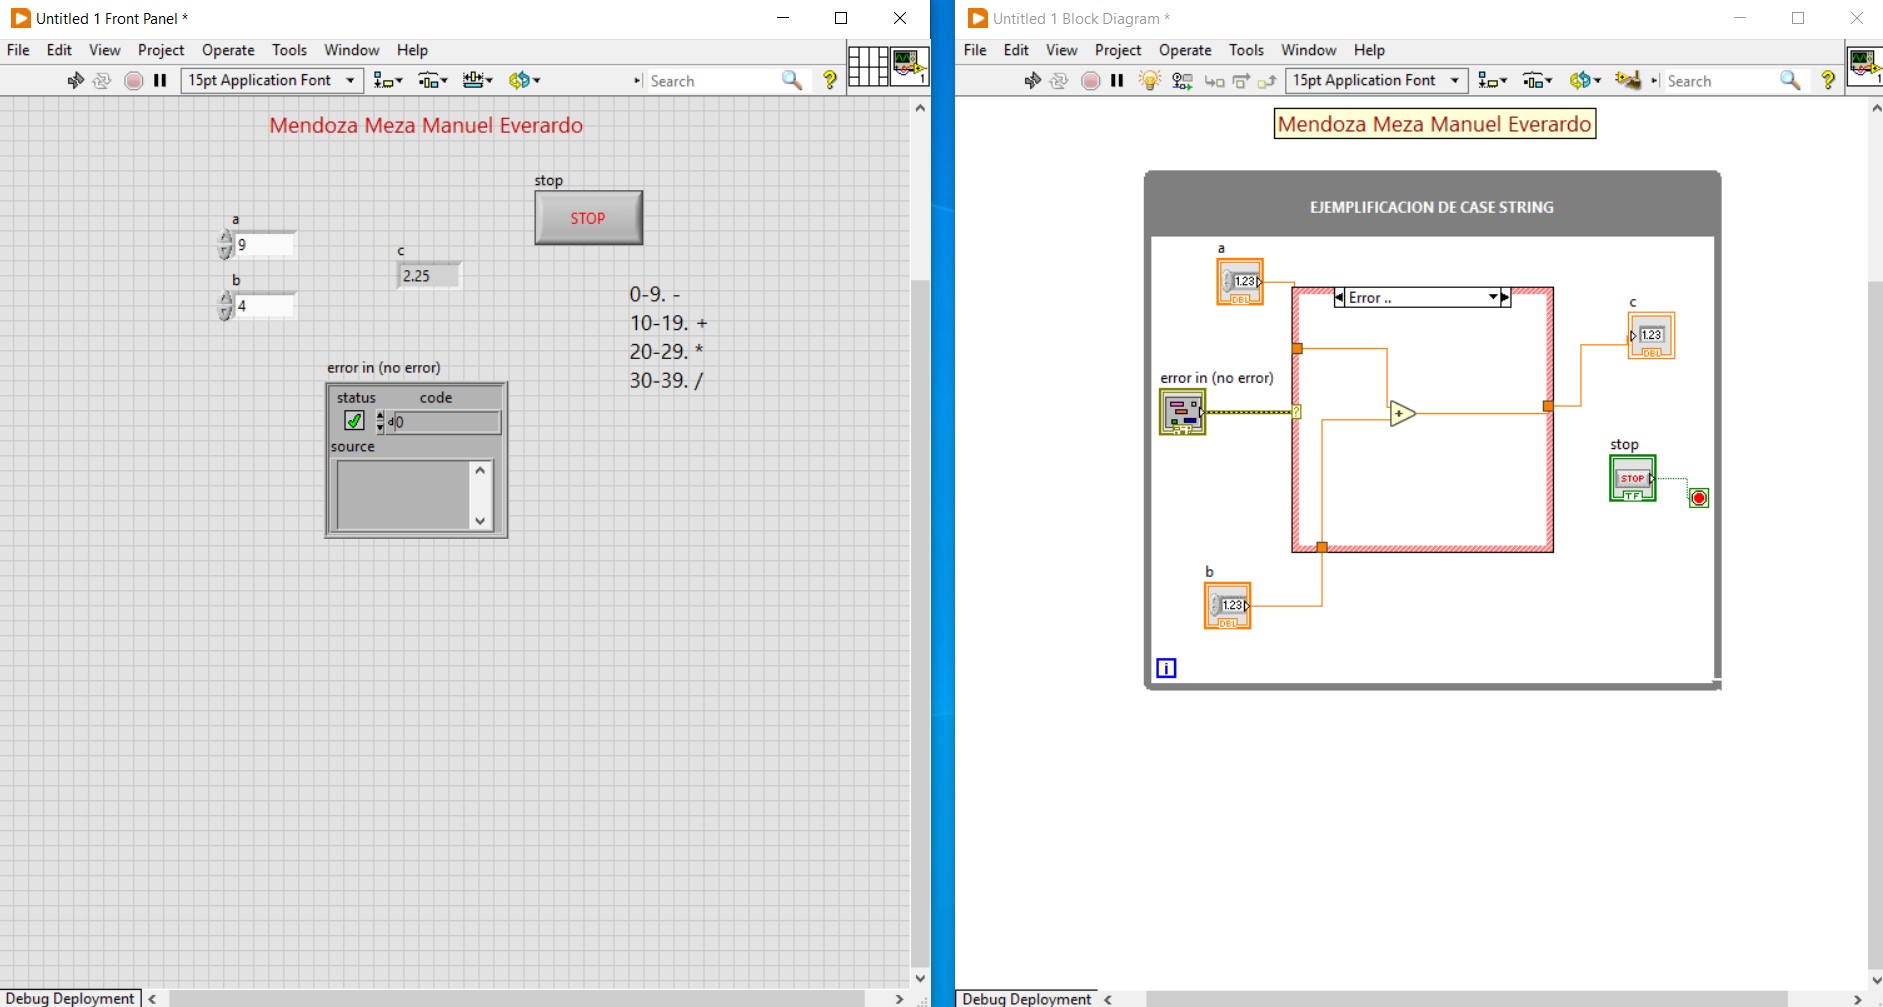 Untitled 1 Front Panel *
File Edit View Project Operate Tools Window Help
15pt Application Font
Search
1
Mendoza Meza Manuel Everardo
stop
STOP
a
9
c
2.25
b
4
0-9. -
10-19. +
20-29. *
30-39. /
error in (no error)
status code
d0
source
Debug Deployment
Untitled 1 Block Diagram *
File Edit View Project Operate Tools Window Help
15pt Application Font
Search
1
Mendoza Meza Manuel Everardo
EJEMPLIFICACION DE CASE STRING
a
1.23
DBL
Error ..
c
1.23
DBL
error in (no error)
?
+
stop
STOP
TF
b
1.23
DBL
i
Debug Deployment